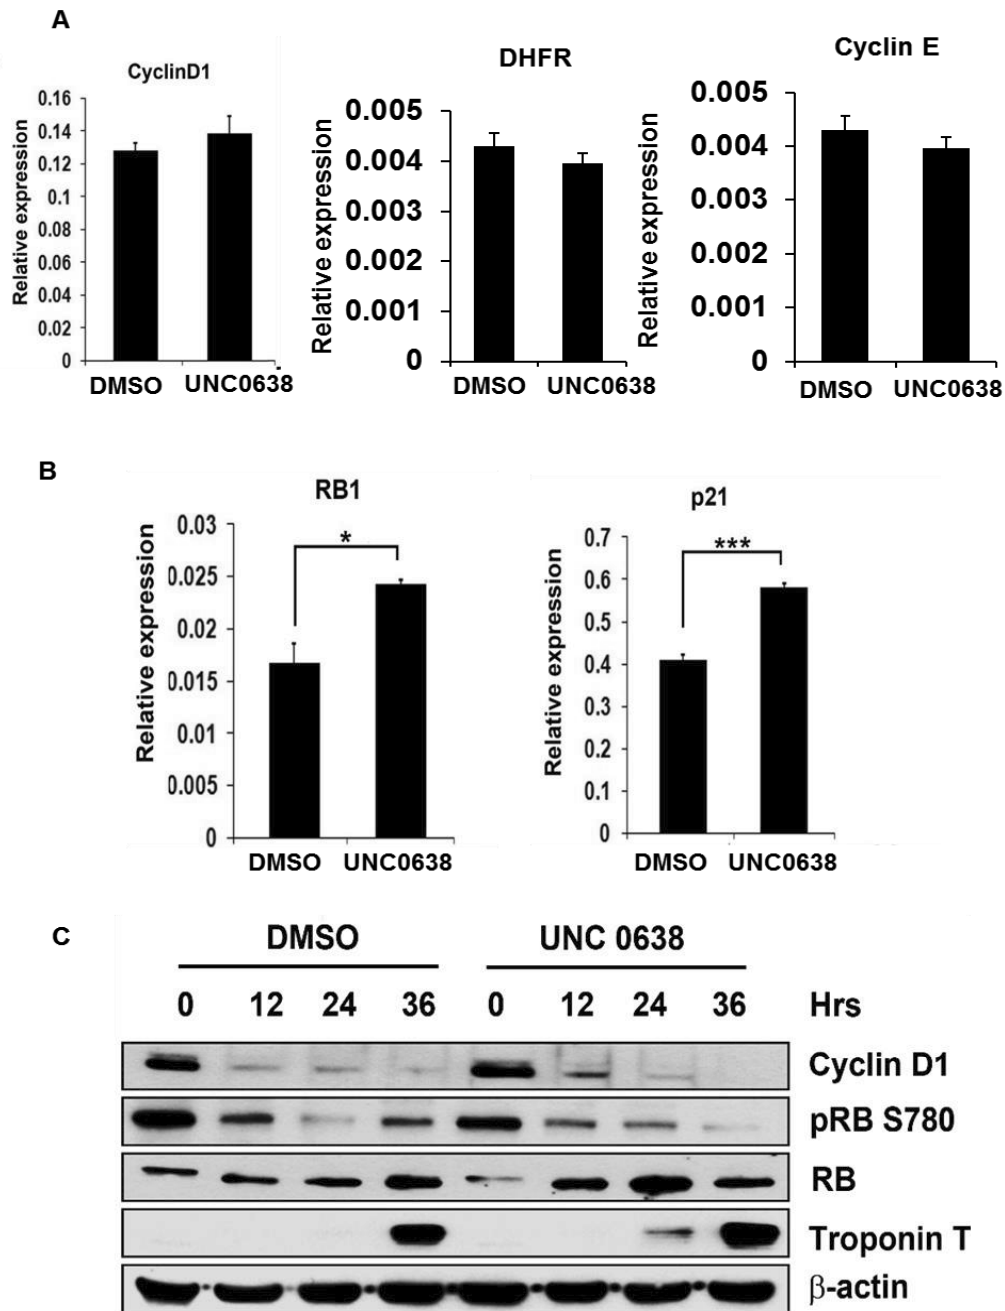 A
CyclinD1
0.16
0.14
0.12
0.1
0.08
0.06
0.04
0.02
0
Relative expression
DMSO UNC0638
DHFR
0.005
0.004
0.003
0.002
0.001
0
Relative expression
DMSO UNC0638
Cyclin E
0.005
0.004
0.003
0.002
0.001
0
Relative expression
DMSO UNC0638
B
RB1
0.03
0.025
0.02
0.015
0.01
0.005
0
Relative expression
*
DMSO UNC0638
p21
0.7
0.6
0.5
0.4
0.3
0.2
0.1
0
Relative expression
***
DMSO UNC0638
C
DMSO UNC 0638
0 12 24 36 0 12 24 36 Hrs
Cyclin D1
pRB S780
RB
Troponin T
β-actin